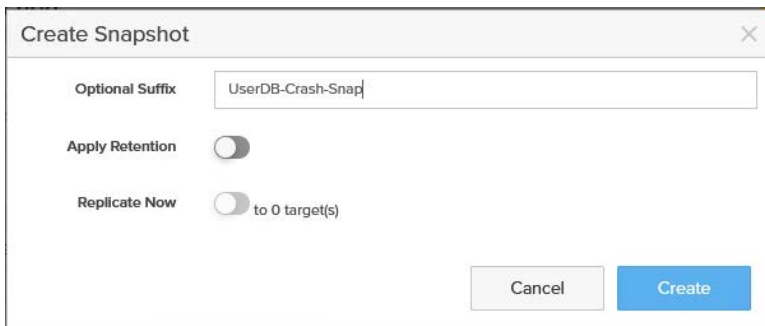 Create Snapshot
Optional Suffix UserDB-Crash-Snap
Apply Retention
Replicate Now to 0 target(s)
Cancel Create